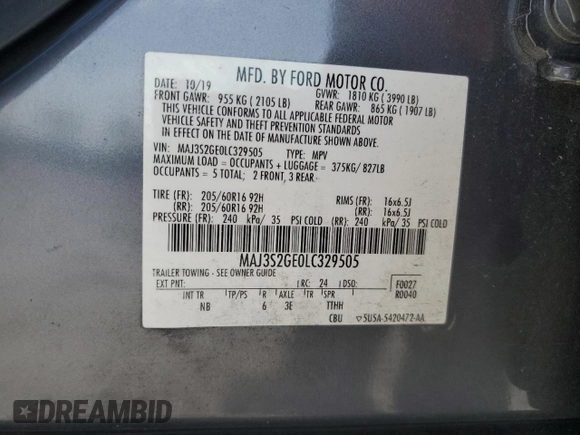 MFD. BY FORD MOTOR CO.
DATE: 10/19 GVWR: 1810 KG ( 3990 LB)
FRONT GAWR: 955 KG ( 2105 LB) REAR GAWR: 865 KG ( 1907 LB)
THIS VEHICLE CONFORMS TO ALL APPLICABLE FEDERAL MOTOR
VEHICLE SAFETY AND THEFT PREVENTION STANDARDS
IN EFFECT ON THE DATE OF MANUFACTURE SHOWN ABOVE.
VIN: MAJ3S2GE0LC329505 TYPE: MPV
MAXIMUM LOAD = OCCUPANTS + LUGGAGE = 375KG/ 827LB
OCCUPANTS = 5 TOTAL; 2 FRONT, 3 REAR
TIRE (FR): 205/60R16 92H RIMS (FR): 16x6.5J
(RR): 205/60R16 92H (RR): 16x6.5J
PRESSURE (FR): 240 kPa/ 35 PSI COLD (RR): 240 kPa/ 35 PSI COLD
MAJ3S2GE0LC329505
TRAILER TOWING - SEE OWNER GUIDE
EXT PNT: RC: 24 DSO: F0027
R0040
INT TR TP/PS R AXLE TR SPR
NB 6 3E TTHH
CBU ▽5U5A-5420472-AA
DREAMBID